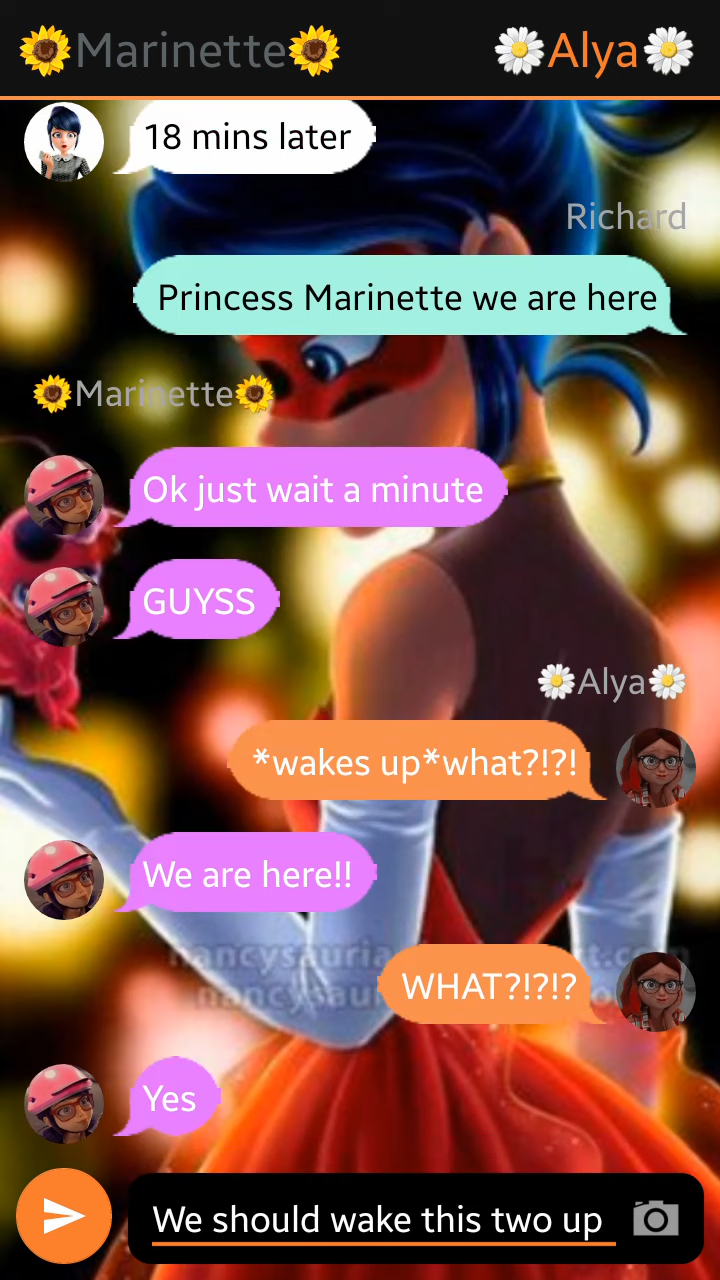 🌻Marinette🌻 🌼Alya🌼
18 mins later
Richard
Princess Marinette we are here
🌻Marinette🌻
Ok just wait a minute
GUYSS
🌼Alya🌼
*wakes up*what?!?!
We are here!!
WHAT?!?!?
Yes
We should wake this two up